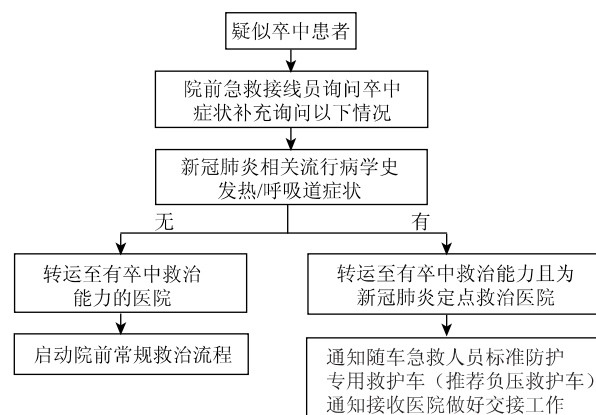 疑似卒中患者
院前急救接线员询问卒中
症状补充询问以下情况
新冠肺炎相关流行病学史
发热/呼吸道症状
无
有
转运至有卒中救治
能力的医院
转运至有卒中救治能力且为
新冠肺炎定点救治医院
启动院前常规救治流程
通知随车急救人员标准防护
专用救护车（推荐负压救护车）
通知接收医院做好交接工作